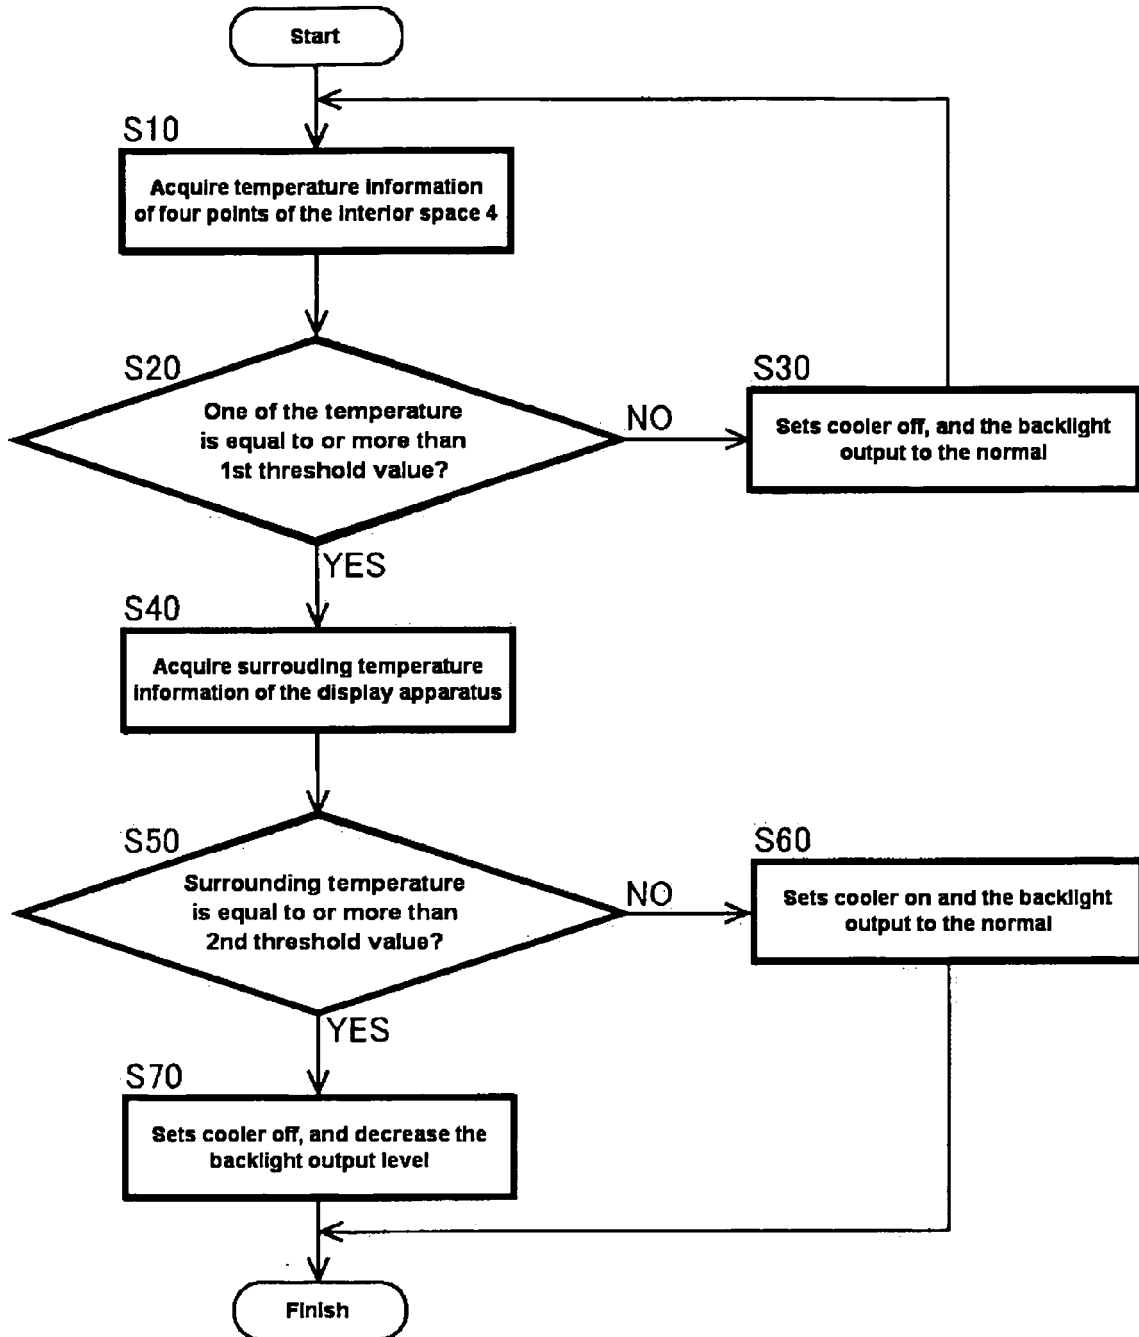 Start
S10
Acquire temperature information
of four points of the interior space 4
S20
One of the temperature
is equal to or more than
1st threshold value?
NO
S30
Sets cooler off, and the backlight
output to the normal
YES
S40
Acquire surrouding temperature
information of the display apparatus
S50
Surrounding temperature
is equal to or more than
2nd threshold value?
NO
S60
Sets cooler on and the backlight
output to the normal
YES
S70
Sets cooler off, and decrease the
backlight output level
Finish